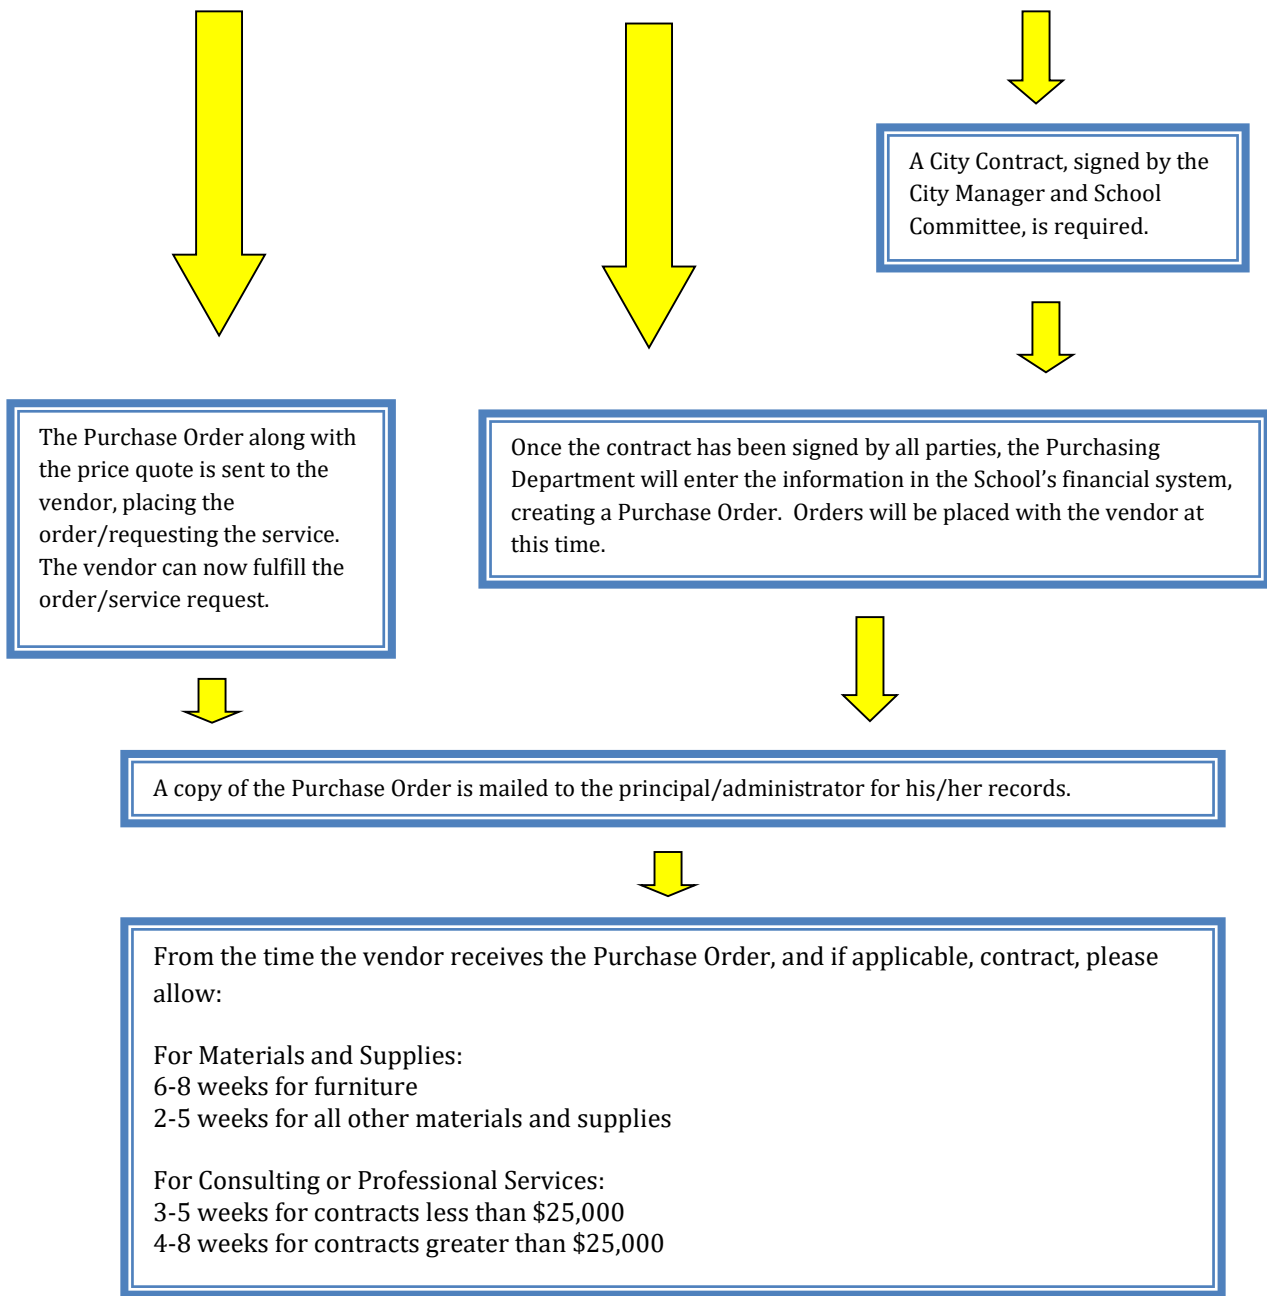 A City Contract, signed by the
City Manager and School
Committee, is required.
The Purchase Order along with
the price quote is sent to the
vendor, placing the
order/requesting the service.
The vendor can now fulfill the
order/service request.
Once the contract has been signed by all parties, the Purchasing
Department will enter the information in the School’s financial system,
creating a Purchase Order.  Orders will be placed with the vendor at
this time.
A copy of the Purchase Order is mailed to the principal/administrator for his/her records.
From the time the vendor receives the Purchase Order, and if applicable, contract, please
allow:
For Materials and Supplies:
6-8 weeks for furniture
2-5 weeks for all other materials and supplies
For Consulting or Professional Services:
3-5 weeks for contracts less than $25,000
4-8 weeks for contracts greater than $25,000